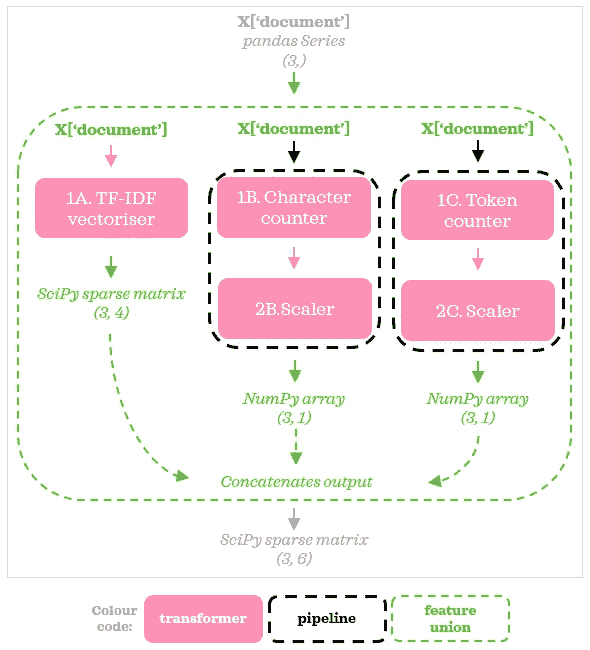 X[‘document’]
pandas Series
(3,)
X[‘document’]
X[‘document’]
X[‘document’]
1A. TF-IDF
vectoriser
1B. Character
counter
1C. Token
counter
2B.Scaler
2C. Scaler
SciPy sparse matrix
(3, 4)
NumPy array
(3, 1)
NumPy array
(3, 1)
Concatenates output
SciPy sparse matrix
(3, 6)
Colour
code:
transformer
pipeline
feature
union